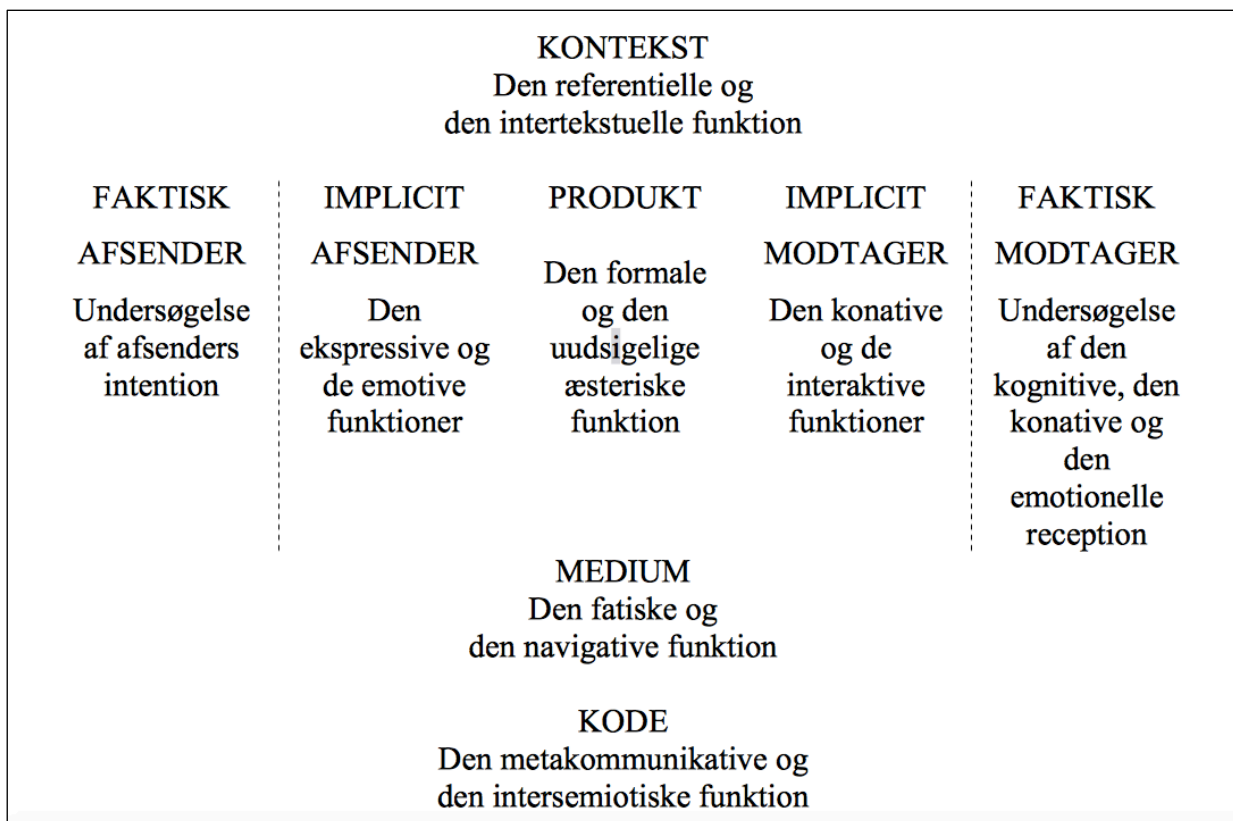 KONTEKST
Den referentielle og
den intertekstuelle funktion
FAKTISK
AFSENDER
Undersøgelse
af afsenders
intention
IMPLICIT
AFSENDER
Den
ekspressive og
de emotive
funktioner
PRODUKT
Den formale
og den
uudsigelige
æsteriske
funktion
IMPLICIT
MODTAGER
Den konative
og de
interaktive
funktioner
FAKTISK
MODTAGER
Undersøgelse
af den
kognitive, den
konative og
den
emotionelle
reception
MEDIUM
Den fatiske og
den navigative funktion
KODE
Den metakommunikative og
den intersemiotiske funktion